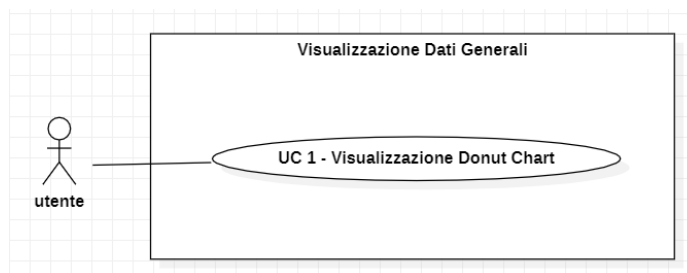 Visualizzazione Dati Generali
UC 1 - Visualizzazione Donut Chart
utente